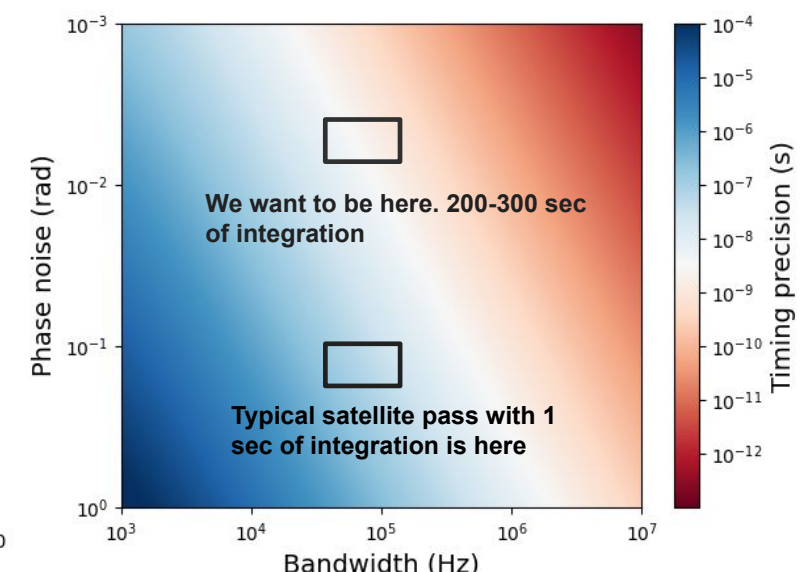 10⁻³
10⁻²
10⁻¹
10⁰
Phase noise (rad)
We want to be here. 200-300 sec
of integration
Typical satellite pass with 1
sec of integration is here
0
10³ 10⁴ 10⁵ 10⁶ 10⁷
Bandwidth (Hz)
10⁻⁴
10⁻⁵
10⁻⁶
10⁻⁷
10⁻⁸
10⁻⁹
10⁻¹⁰
10⁻¹¹
10⁻¹²
Timing precision (s)